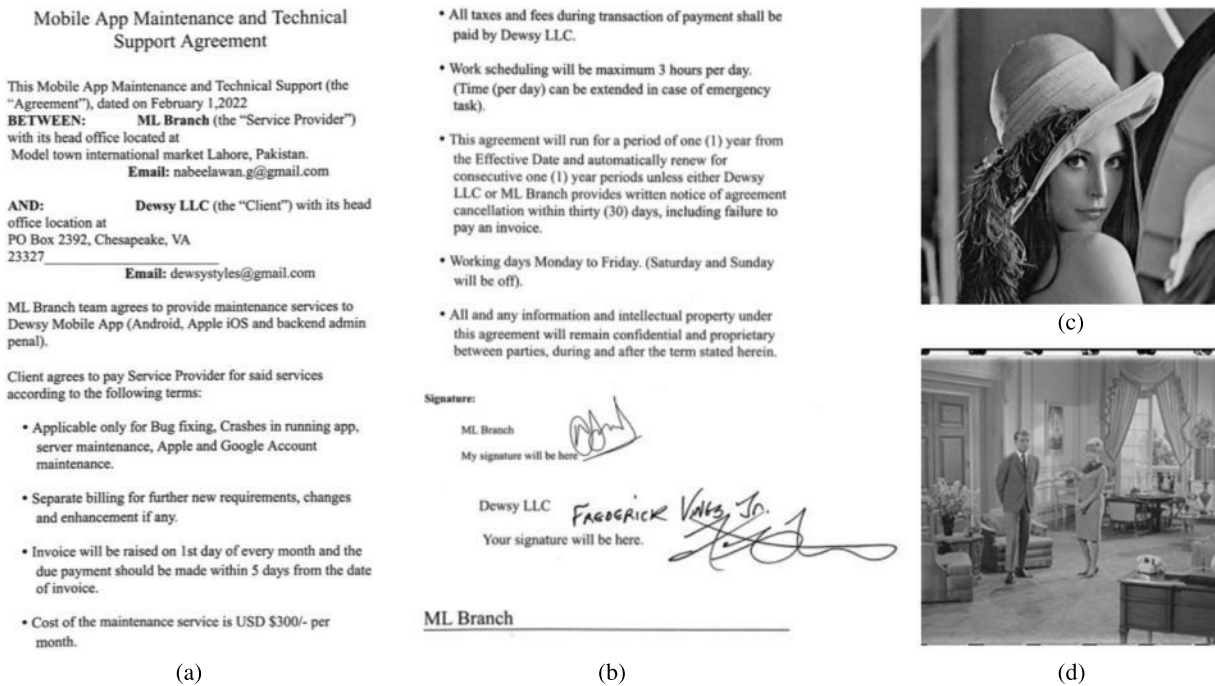 Mobile App Maintenance and Technical
Support Agreement
This Mobile App Maintenance and Technical Support (the
“Agreement”), dated on February 1,2022
BETWEEN: ML Branch (the “Service Provider”)
with its head office located at
Model town international market Lahore, Pakistan.
Email: nabeelawan.g@gmail.com
AND: Dewsy LLC (the “Client”) with its head
office location at
PO Box 2392, Chesapeake, VA
23327
Email: dewsystyles@gmail.com
ML Branch team agrees to provide maintenance services to
Dewsy Mobile App (Android, Apple iOS and backend admin
penal).
Client agrees to pay Service Provider for said services
according to the following terms:
• Applicable only for Bug fixing, Crashes in running app,
server maintenance, Apple and Google Account
maintenance.
• Separate billing for further new requirements, changes
and enhancement if any.
• Invoice will be raised on 1st day of every month and the
due payment should be made within 5 days from the date
of invoice.
• Cost of the maintenance service is USD $300/- per
month.
(a)
• All taxes and fees during transaction of payment shall be
paid by Dewsy LLC.
• Work scheduling will be maximum 3 hours per day.
(Time (per day) can be extended in case of emergency
task).
• This agreement will run for a period of one (1) year from
the Effective Date and automatically renew for
consecutive one (1) year periods unless either Dewsy
LLC or ML Branch provides written notice of agreement
cancellation within thirty (30) days, including failure to
pay an invoice.
• Working days Monday to Friday. (Saturday and Sunday
will be off).
• All and any information and intellectual property under
this agreement will remain confidential and proprietary
between parties, during and after the term stated herein.
Signature:
ML Branch
My signature will be here
Dewsy LLC FREDERICK VINES Jr.
Your signature will be here.
ML Branch
(b)
(c)
(d)